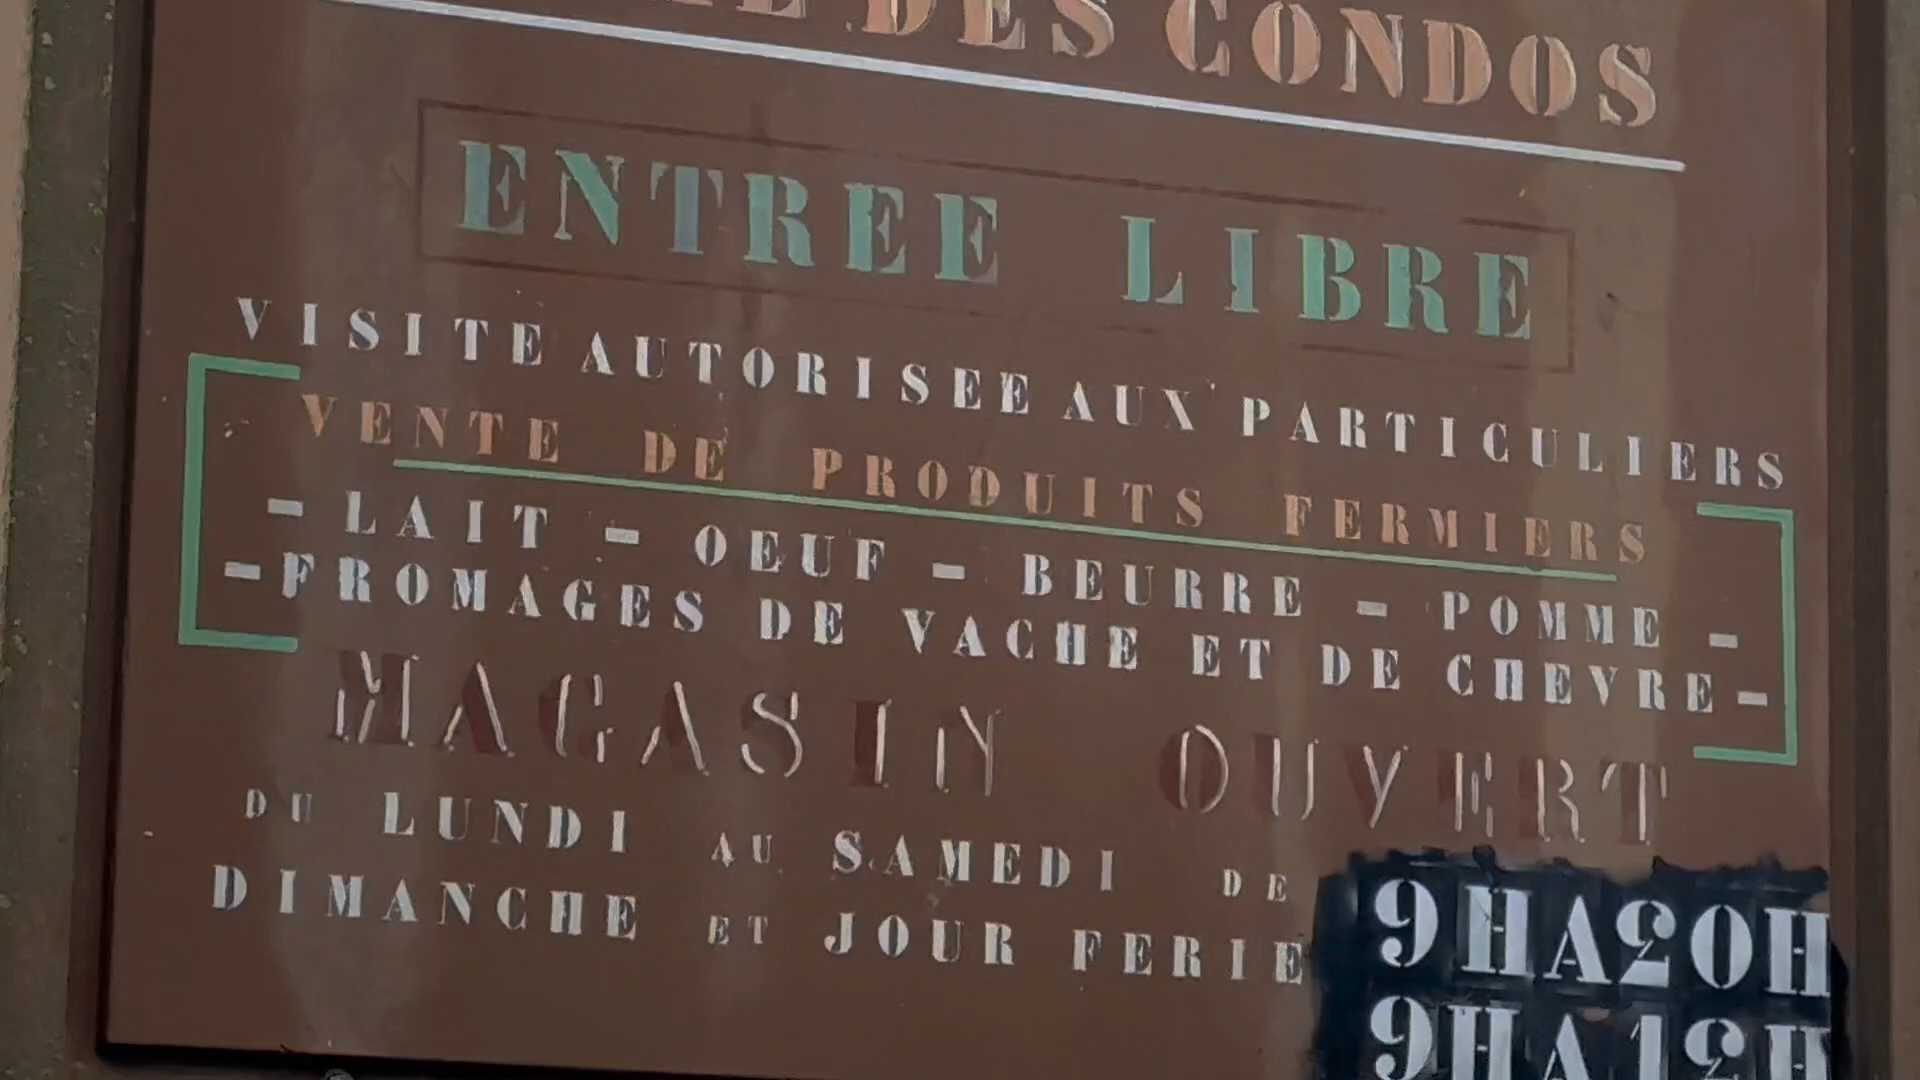 DES CONDOS
ENTREE LIBRE
VISITE AUTORISEE AUX PARTICULIERS
VENTE DE PRODUITS FERMIERS
- LAIT - OEUF - BEURRE - POMME -
- FROMAGES DE VACHE ET DE CHEVRE -
MAGASIN OUVERT
DU LUNDI AU SAMEDI DE 9HA20H
DIMANCHE ET JOUR FERIE 9HA12H